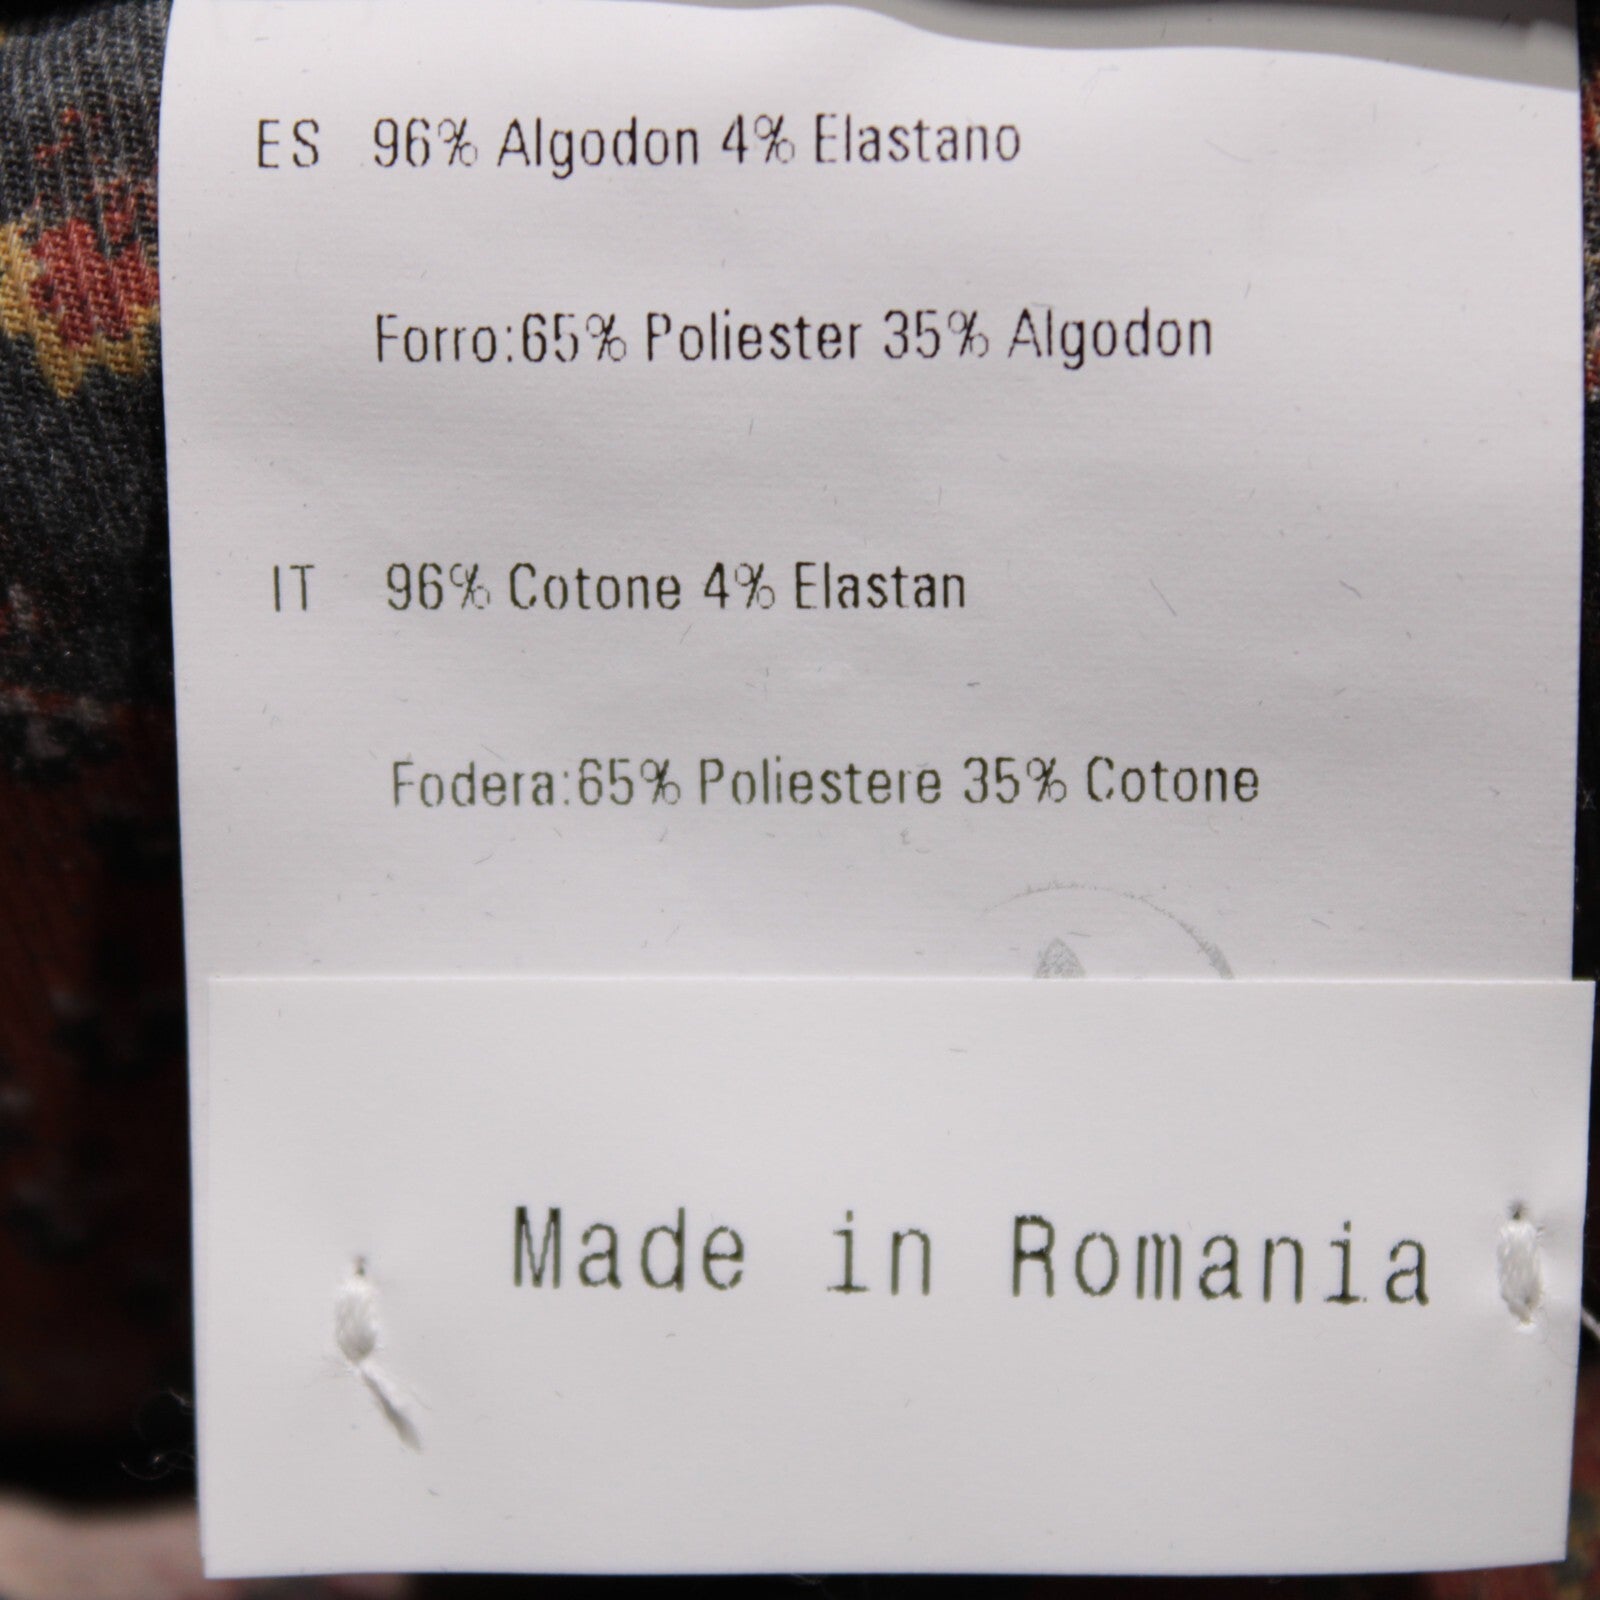 ES 96% Algodon 4% Elastano
Forro:65% Poliester 35% Algodon
IT 96% Cotone 4% Elastan
Fodera:65% Poliestere 35% Cotone
Made in Romania